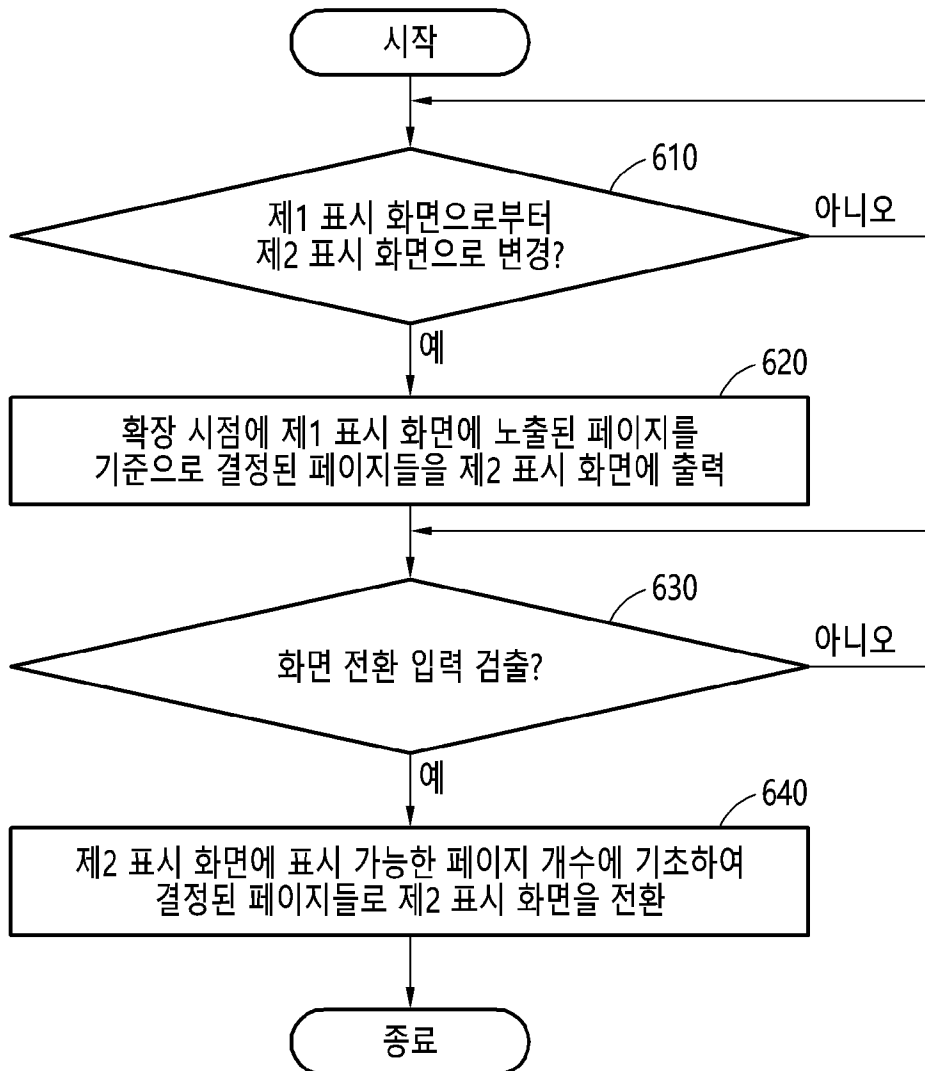 시작
610
제1 표시 화면으로부터
제2 표시 화면으로 변경?
아니오
예
620
확장 시점에 제1 표시 화면에 노출된 페이지를
기준으로 결정된 페이지들을 제2 표시 화면에 출력
630
화면 전환 입력 검출?
아니오
예
640
제2 표시 화면에 표시 가능한 페이지 개수에 기초하여
결정된 페이지들로 제2 표시 화면을 전환
종료